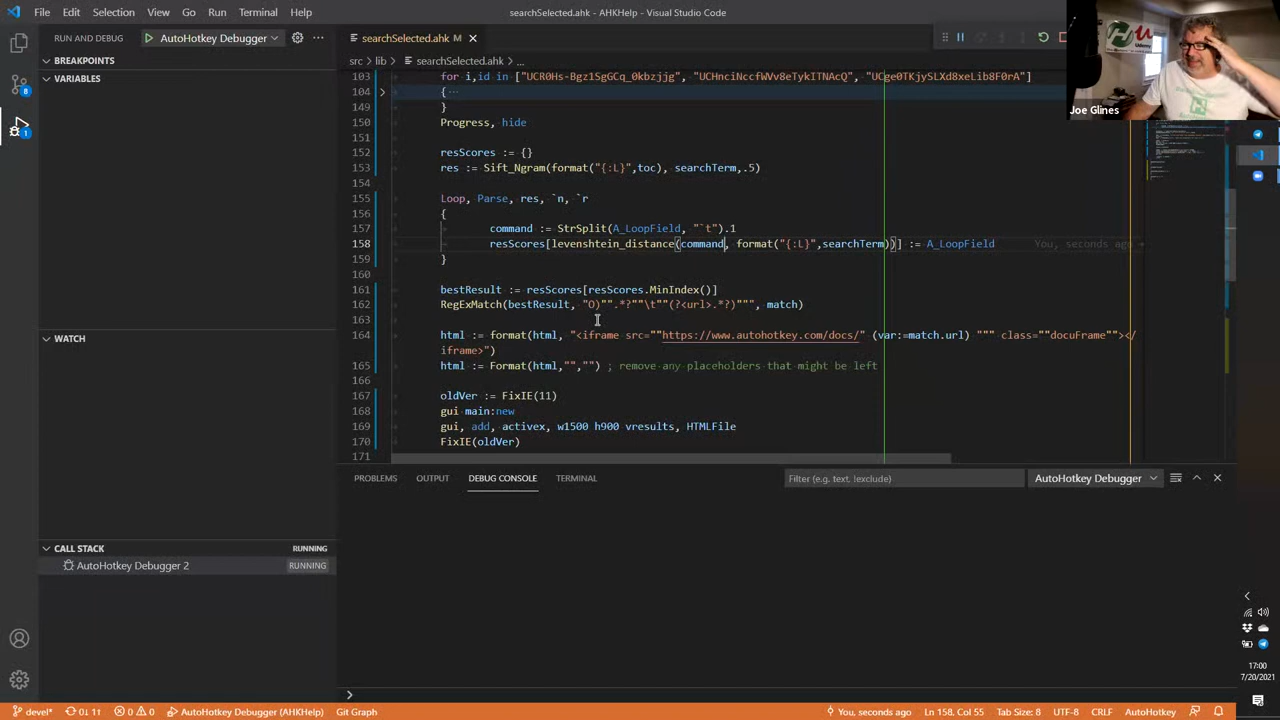 File Edit Selection View Go Run Terminal Help
searchSelected.ahk - AHKHelp - Visual Studio Code
RUN AND DEBUG
AutoHotkey Debugger
searchSelected.ahk
BREAKPOINTS
src > lib > searchSelected.ahk > ...
VARIABLES
103 for i,id in ["UCR0Hs-Bgz1SgGCq_0kbzjjg", "UCHnciNccfWVv8eTykITNAcQ", "UCge0TKjySLXd8xeLib8F0rA"]
104 {
149 }
150 Progress, hide
151
153
154
155 Loop, Parse, res, `n, `r
156 {
157 command := StrSplit(A_LoopField, "`t").1
158 resScores[levenshtein_distance(command, format("{:L}",searchTerm))] := A_LoopField You, seconds ago
159 }
160
161 bestResult := resScores[resScores.MinIndex()]
162 RegExMatch(bestResult, "O)"".*?""\t""(?<url>.*?)""", match)
163
164 html := format(html, "<iframe src=""https://www.autohotkey.com/docs/" (var:=match.url) """ class=""docuFrame""></
iframe>")
165 html := Format(html,"","") ; remove any placeholders that might be left
166
167 oldVer := FixIE(11)
168 gui main:new
169 gui, add, activex, w1500 h900 vresults, HTMLFile
170 FixIE(oldVer)
171
Joe Glines
WATCH
PROBLEMS OUTPUT DEBUG CONSOLE TERMINAL
Filter (e.g. text, !exclude)
AutoHotkey Debugger
CALL STACK RUNNING
AutoHotkey Debugger 2 RUNNING
17:00
7/20/2021
devel* 0↓ 1↑ 0 0 AutoHotkey Debugger (AHKHelp) Git Graph
You, seconds ago Ln 158, Col 55 Tab Size: 8 UTF-8 CRLF AutoHotkey